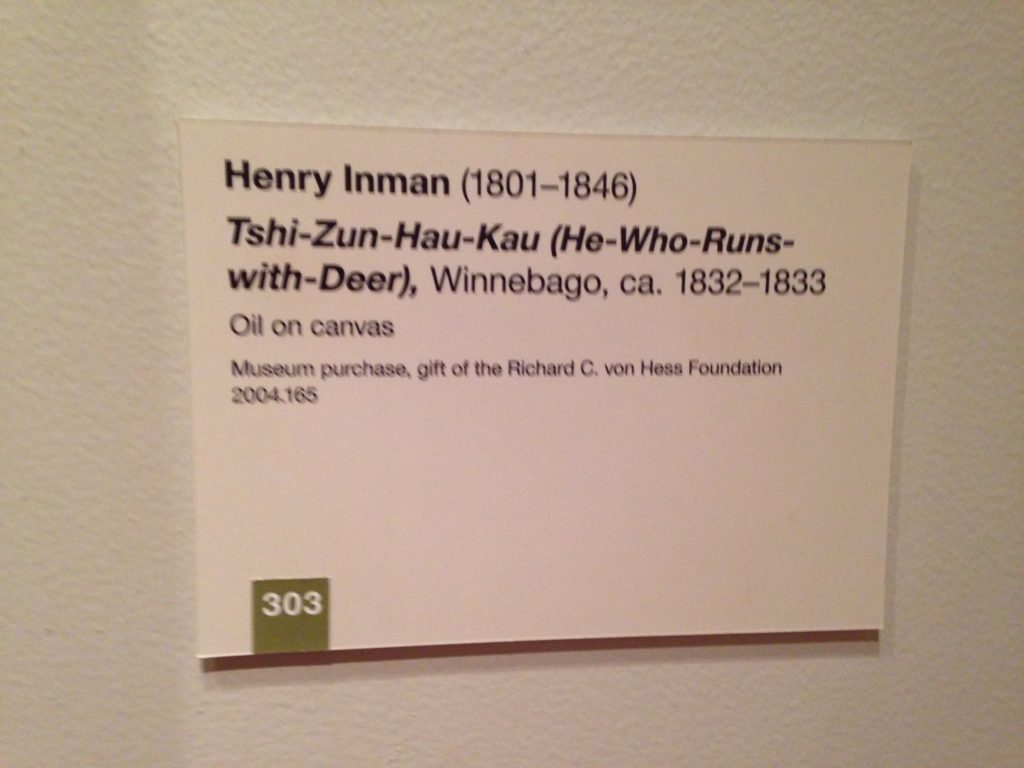 Henry Inman (1801–1846)
Tshi-Zun-Hau-Kau (He-Who-Runs-
with-Deer), Winnebago, ca. 1832–1833
Oil on canvas
Museum purchase, gift of the Richard C. von Hess Foundation
2004.165
303